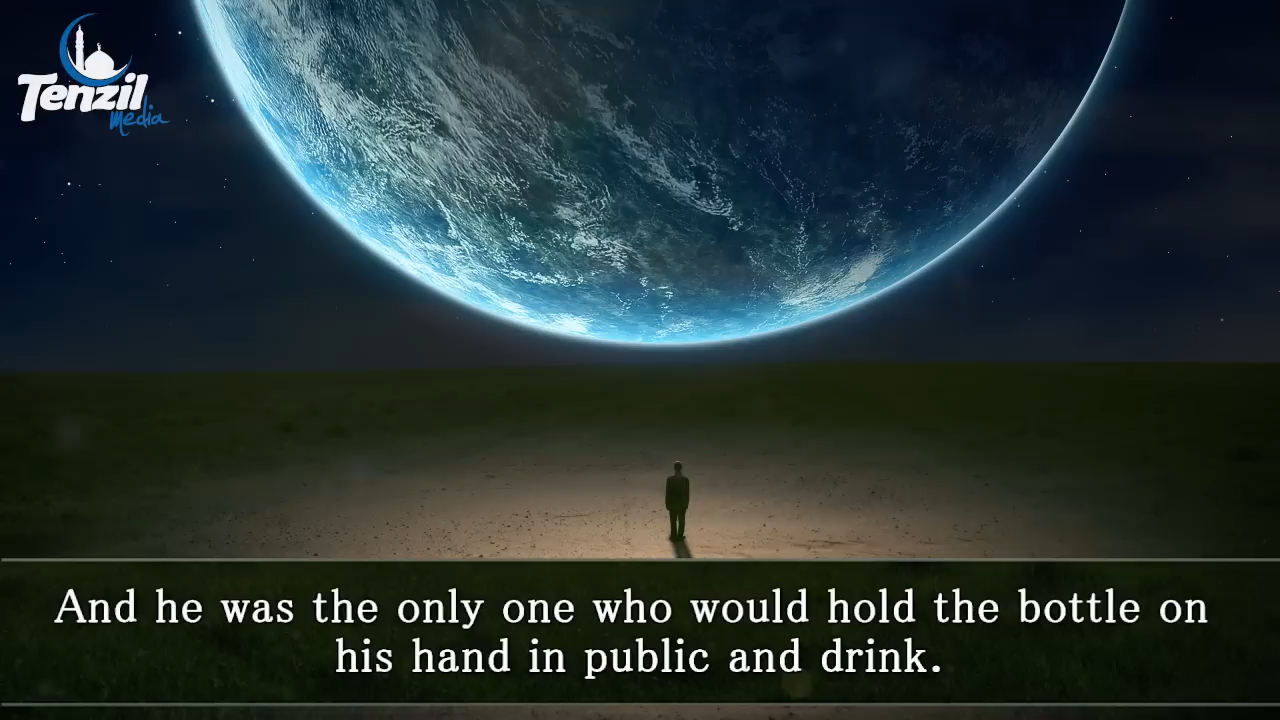 Tenzil
media
And he was the only one who would hold the bottle on
his hand in public and drink.